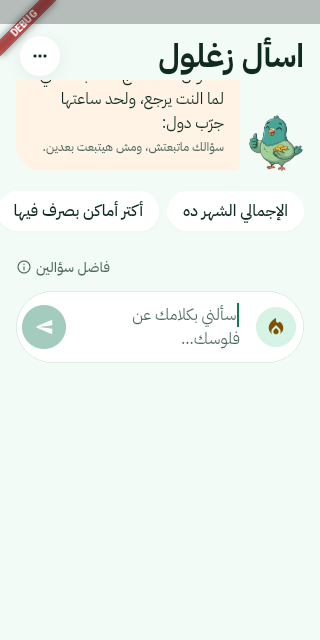 DEBUG
اسأل زغلول
لما النت يرجع، ولحد ساعتها
جرّب دول:
سؤالك ماتبعتش، ومش هيتبعت بعدين.
الإجمالي الشهر ده
أكتر أماكن بصرف فيها
فاضل سؤالين
سألني بكلامك عن
فلوسك...